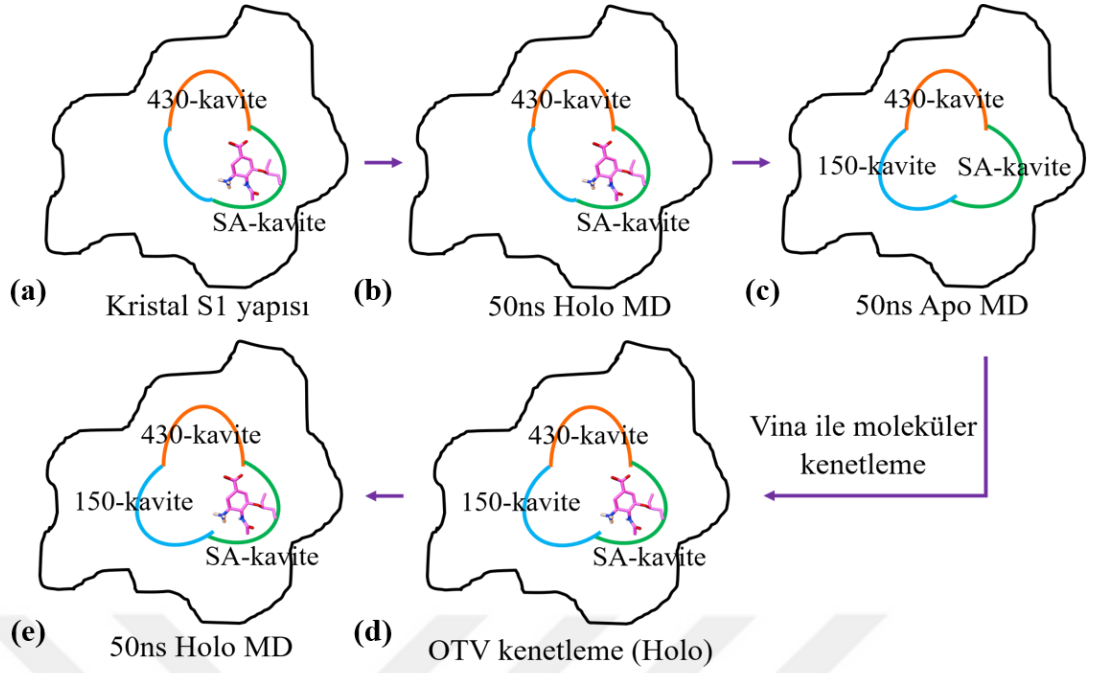 430-kavite
SA-kavite
(a)
Kristal S1 yapısı
430-kavite
SA-kavite
(b)
50ns Holo MD
430-kavite
150-kavite
SA-kavite
(c)
50ns Apo MD
Vina ile moleküler
kenetleme
430-kavite
150-kavite
SA-kavite
(d)
OTV kenetleme (Holo)
430-kavite
150-kavite
SA-kavite
(e)
50ns Holo MD